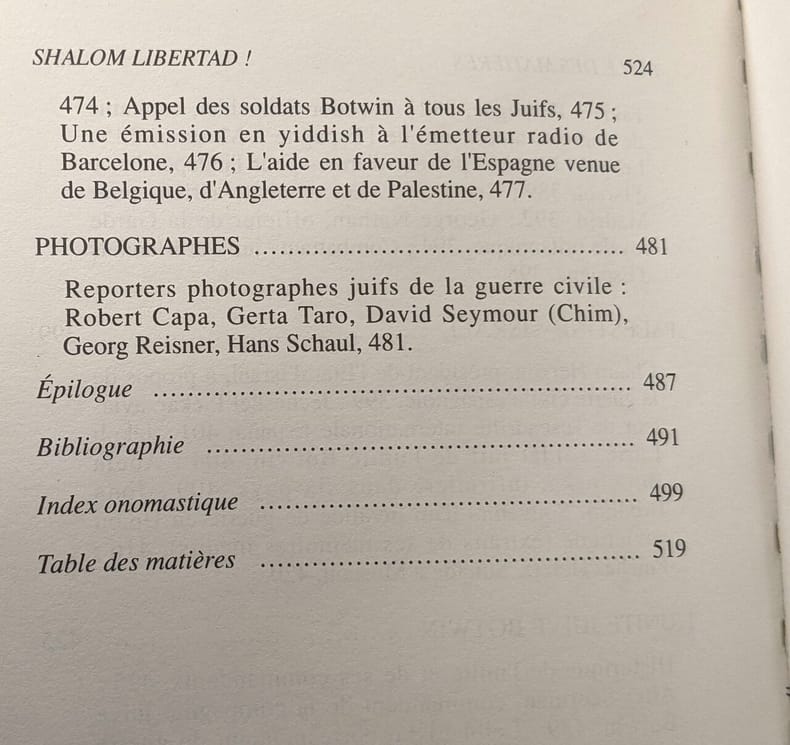 SHALOM LIBERTAD ! 524
474 ; Appel des soldats Botwin à tous les Juifs, 475 ;
Une émission en yiddish à l'émetteur radio de
Barcelone, 476 ; L'aide en faveur de l'Espagne venue
de Belgique, d'Angleterre et de Palestine, 477.
PHOTOGRAPHES ................................................ 481
Reporters photographes juifs de la guerre civile :
Robert Capa, Gerta Taro, David Seymour (Chim),
Georg Reisner, Hans Schaul, 481.
Épilogue ............................................................. 487
Bibliographie ....................................................... 491
Index onomastique ................................................ 499
Table des matières ................................................ 519